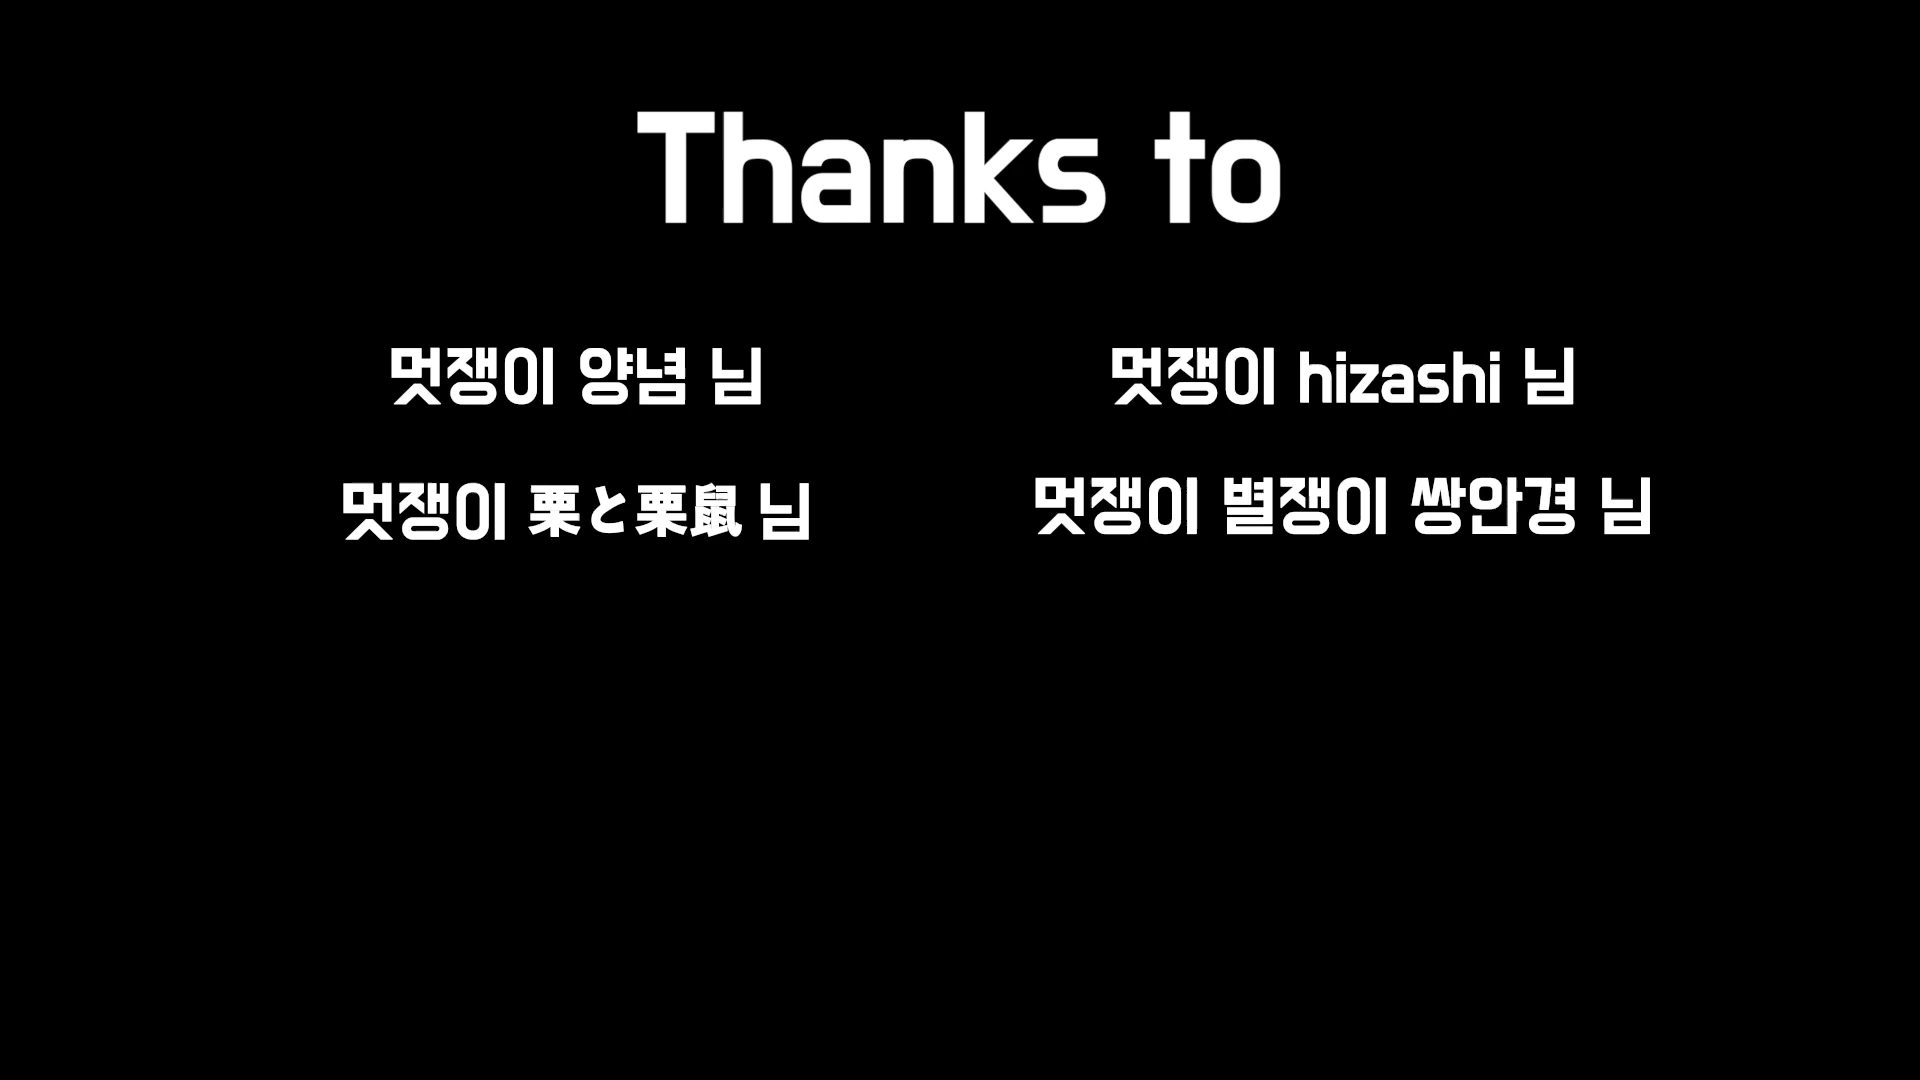 Thanks to
멋쟁이 양념 님
멋쟁이 hizashi 님
멋쟁이 栗と栗鼠 님
멋쟁이 별쟁이 쌍안경 님